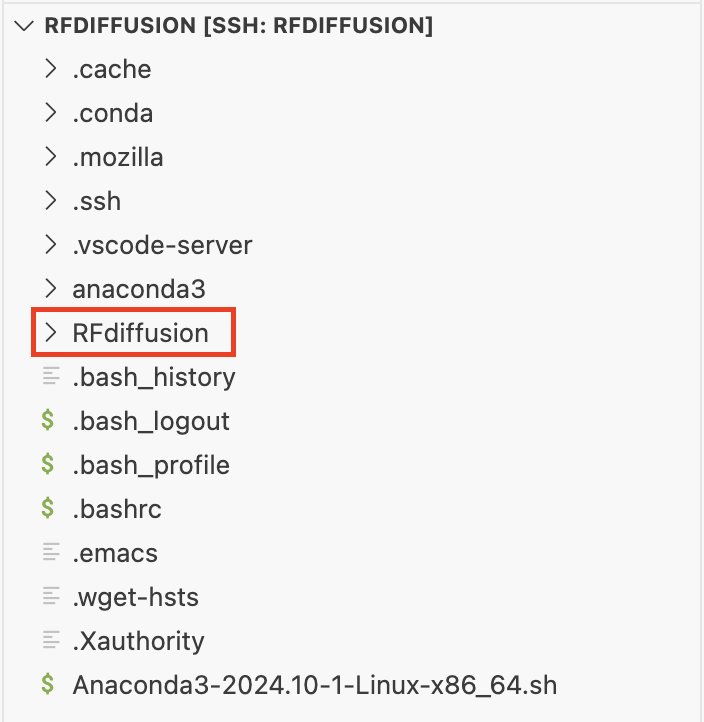 RFDIFFUSION [SSH: RFDIFFUSION]
.cache
.conda
.mozilla
.ssh
.vscode-server
anaconda3
RFdiffusion
.bash_history
$ .bash_logout
$ .bash_profile
$ .bashrc
.emacs
.wget-hsts
.Xauthority
$ Anaconda3-2024.10-1-Linux-x86_64.sh